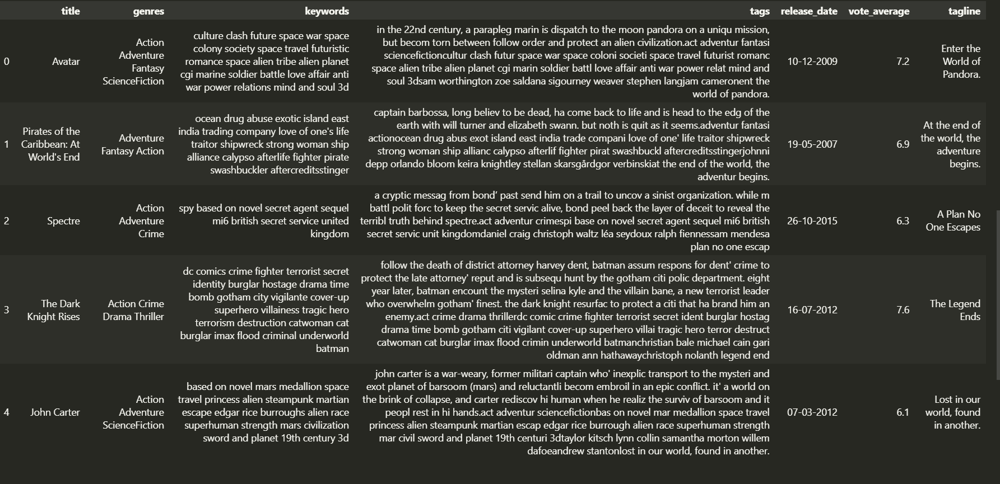 title genres keywords tags release_date vote_average tagline
0
Avatar
Action
Adventure
Fantasy
ScienceFiction
culture clash future space war space
colony society space travel futuristic
romance space alien tribe alien planet
cgi marine soldier battle love affair anti
war power relations mind and soul 3d
in the 22nd century, a parapleg marin is dispatch to the moon pandora on a uniqu mission,
but becom torn between follow order and protect an alien civilization.act adventur fantasi
sciencefictioncultur clash futur space war space coloni societi space travel futurist romanc
space alien tribe alien planet cgi marin soldier battl love affair anti war power relat mind and
soul 3dsam worthington zoe saldana sigourney weaver stephen langjam cameronent the
world of pandora.
10-12-2009
7.2
Enter the
World of
Pandora.
1
Pirates of the
Caribbean: At
World's End
Adventure
Fantasy Action
ocean drug abuse exotic island east
india trading company love of one's life
traitor shipwreck strong woman ship
alliance calypso afterlife fighter pirate
swashbuckler aftercreditsstinger
captain barbossa, long believ to be dead, ha come back to life and is head to the edg of the
earth with will turner and elizabeth swann. but noth is quit as it seems.adventur fantasi
actionocean drug abus exot island east india trade compani love of one' life traitor shipwreck
strong woman ship allianc calypso afterlif fighter pirat swashbuckl aftercreditsstingerjohnni
depp orlando bloom keira knightley stellan skarsgårdgor verbinskiat the end of the world, the
adventur begins.
19-05-2007
6.9
At the end of
the world, the
adventure
begins.
2
Spectre
Action
Adventure
Crime
spy based on novel secret agent sequel
mi6 british secret service united
kingdom
a cryptic messag from bond’ past send him on a trail to uncov a sinist organization. while m
battl polit forc to keep the secret servic alive, bond peel back the layer of deceit to reveal the
terribl truth behind spectre.act adventur crimespi base on novel secret agent sequel mi6 british
secret servic unit kingdomdaniel craig christoph waltz léa seydoux ralph fiennessam mendesa
plan no one escap
26-10-2015
6.3
A Plan No
One Escapes
3
The Dark
Knight Rises
Action Crime
Drama Thriller
dc comics crime fighter terrorist secret
identity burglar hostage drama time
bomb gotham city vigilante cover-up
superhero villainess tragic hero
terrorism destruction catwoman cat
burglar imax flood criminal underworld
batman
follow the death of district attorney harvey dent, batman assum respons for dent' crime to
protect the late attorney' reput and is subsequ hunt by the gotham citi polic department. eight
year later, batman encount the mysteri selina kyle and the villain bane, a new terrorist leader
who overwhelm gotham' finest. the dark knight resurfac to protect a citi that ha brand him an
enemy.act crime drama thrillerdc comic crime fighter terrorist secret ident burglar hostag
drama time bomb gotham citi vigilant cover-up superhero villai tragic hero terror destruct
catwoman cat burglar imax flood crimin underworld batmanchristian bale michael cain gari
oldman ann hathawaychristoph nolanth legend end
16-07-2012
7.6
The Legend
Ends
4
John Carter
Action
Adventure
ScienceFiction
based on novel mars medallion space
travel princess alien steampunk martian
escape edgar rice burroughs alien race
superhuman strength mars civilization
sword and planet 19th century 3d
john carter is a war-weary, former militari captain who' inexplic transport to the mysteri and
exot planet of barsoom (mars) and reluctantli becom embroil in an epic conflict. it' a world on
the brink of collapse, and carter rediscov hi human when he realiz the surviv of barsoom and it
peopl rest in hi hands.act adventur sciencefictionbas on novel mar medallion space travel
princess alien steampunk martian escap edgar rice burrough alien race superhuman strength
mar civil sword and planet 19th centuri 3dtaylor kitsch lynn collin samantha morton willem
dafoeandrew stantonlost in our world, found in another.
07-03-2012
6.1
Lost in our
world, found
in another.